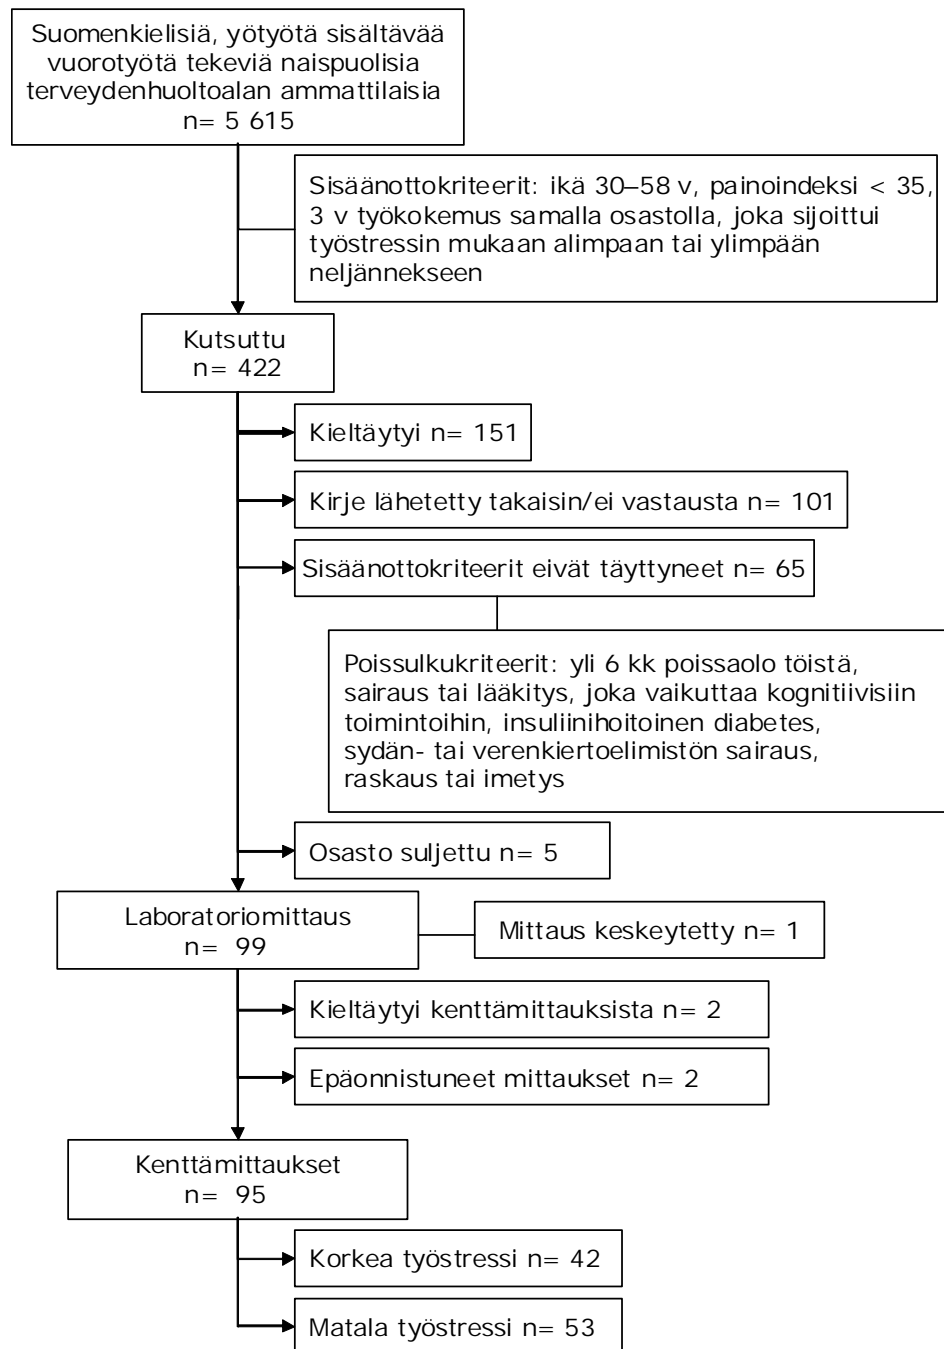 Suomenkielisiä, yötyötä sisältävää
vuorotyötä tekeviä naispuolisia
terveydenhuoltoalan ammattilaisia
n= 5 615
Sisäänottokriteerit: ikä 30–58 v, painoindeksi < 35,
3 v työkokemus samalla osastolla, joka sijoittui
työstressin mukaan alimpaan tai ylimpään
neljännekseen
Kutsuttu
n= 422
Kieltäytyi n= 151
Kirje lähetetty takaisin/ei vastausta n= 101
Sisäänottokriteerit eivät täyttyneet n= 65
Poissulkukriteerit: yli 6 kk poissaolo töistä,
sairaus tai lääkitys, joka vaikuttaa kognitiivisiin
toimintoihin, insuliinihoitoinen diabetes,
sydän- tai verenkiertoelimistön sairaus,
raskaus tai imetys
Osasto suljettu n= 5
Laboratoriomittaus
n= 99
Mittaus keskeytetty n= 1
Kieltäytyi kenttämittauksista n= 2
Epäonnistuneet mittaukset n= 2
Kenttämittaukset
n= 95
Korkea työstressi n= 42
Matala työstressi n= 53